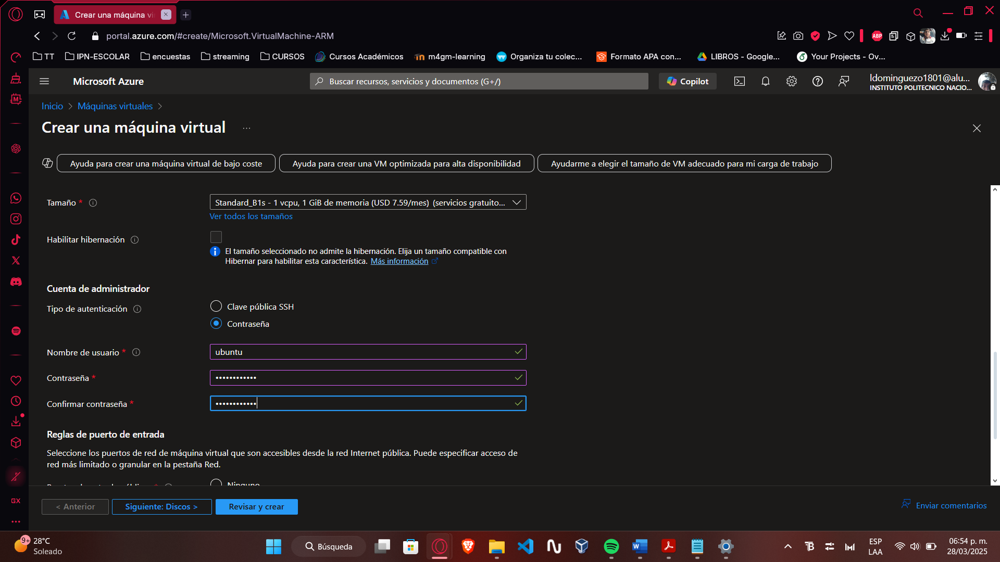 Crear una máquina vi
portal.azure.com/#create/Microsoft.VirtualMachine-ARM
ABP
TT
IPN-ESCOLAR
encuestas
streaming
CURSOS
Cursos Académicos
m4gm-learning
Organiza tu colec...
Formato APA con...
LIBROS - Google...
Your Projects - Ov...
Microsoft Azure
Buscar recursos, servicios y documentos (G+/)
Copilot
ldominguezo1801@alu...
INSTITUTO POLITECNICO NACIO...
Inicio > Máquinas virtuales >
Crear una máquina virtual ...
Ayuda para crear una máquina virtual de bajo coste
Ayuda para crear una VM optimizada para alta disponibilidad
Ayudarme a elegir el tamaño de VM adecuado para mi carga de trabajo
Tamaño *
Standard_B1s - 1 vcpu, 1 GiB de memoria (USD 7.59/mes) (servicios gratuito...
Ver todos los tamaños
Habilitar hibernación
El tamaño seleccionado no admite la hibernación. Elija un tamaño compatible con
Hibernar para habilitar esta característica. Más información
Cuenta de administrador
Tipo de autenticación
Clave pública SSH
Contraseña
Nombre de usuario *
ubuntu
Contraseña *
••••••••••••
Confirmar contraseña *
••••••••••••
Reglas de puerto de entrada
Seleccione los puertos de red de máquina virtual que son accesibles desde la red Internet pública. Puede especificar acceso de
red más limitado o granular en la pestaña Red.
Ninguno
< Anterior
Siguiente: Discos >
Revisar y crear
Enviar comentarios
GX
9+
28°C
Soleado
Búsqueda
ESP
LAA
06:54 p. m.
28/03/2025